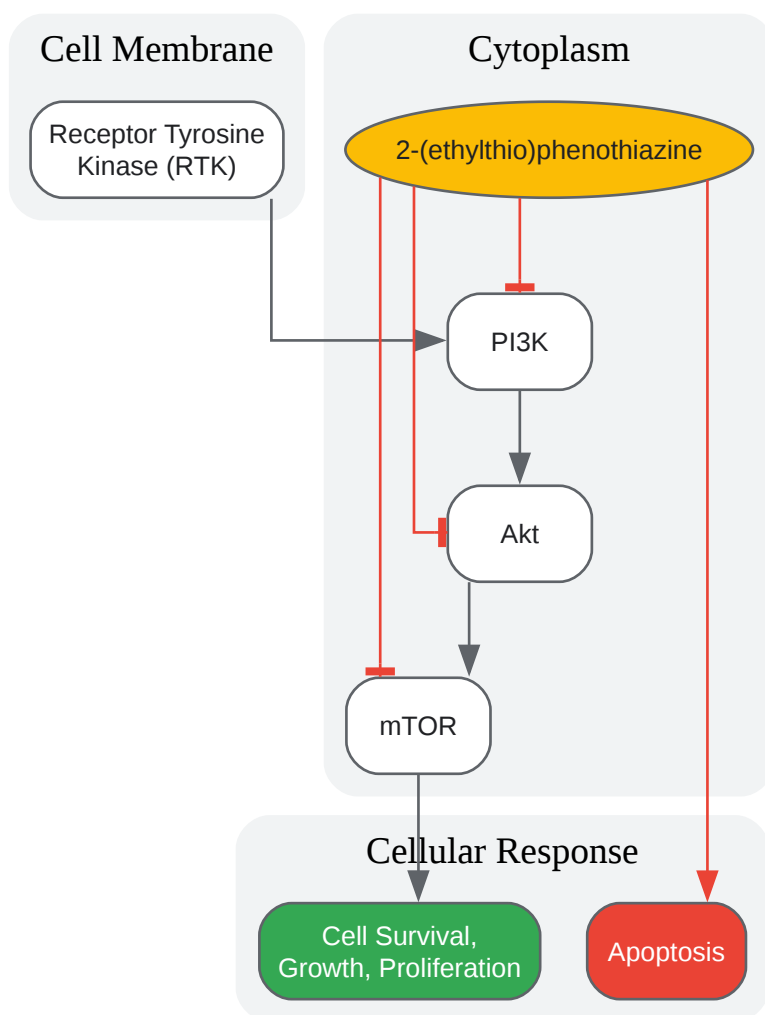 Cell Membrane
Cytoplasm
Receptor Tyrosine
Kinase (RTK)
2-(ethylthio)phenothiazine
PI3K
Akt
mTOR
Cellular Response
Cell Survival,
Growth, Proliferation
Apoptosis